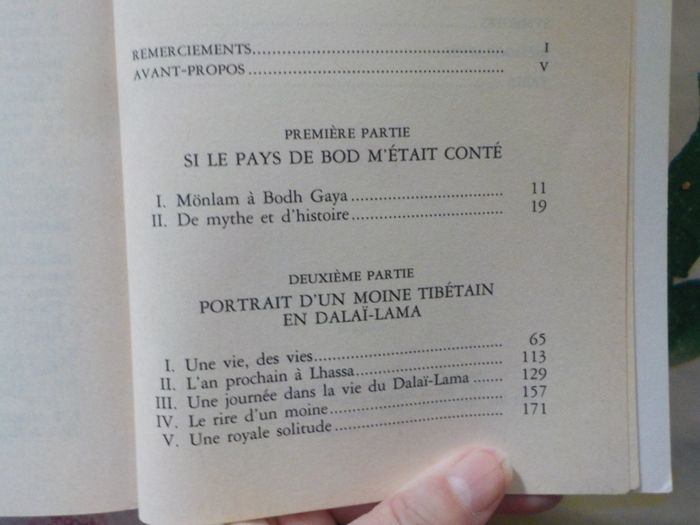 REMERCIEMENTS.......... I
AVANT-PROPOS.......... V
PREMIÈRE PARTIE
SI LE PAYS DE BOD M'ÉTAIT CONTÉ
I. Mönlam à Bodh Gaya.......... 11
II. De mythe et d'histoire.......... 19
DEUXIÈME PARTIE
PORTRAIT D'UN MOINE TIBÉTAIN
EN DALAÏ-LAMA
I. Une vie, des vies.......... 65
II. L'an prochain à Lhassa.......... 113
III. Une journée dans la vie du Dalaï-Lama ...... 129
IV. Le rire d'un moine.......... 157
V. Une royale solitude.......... 171